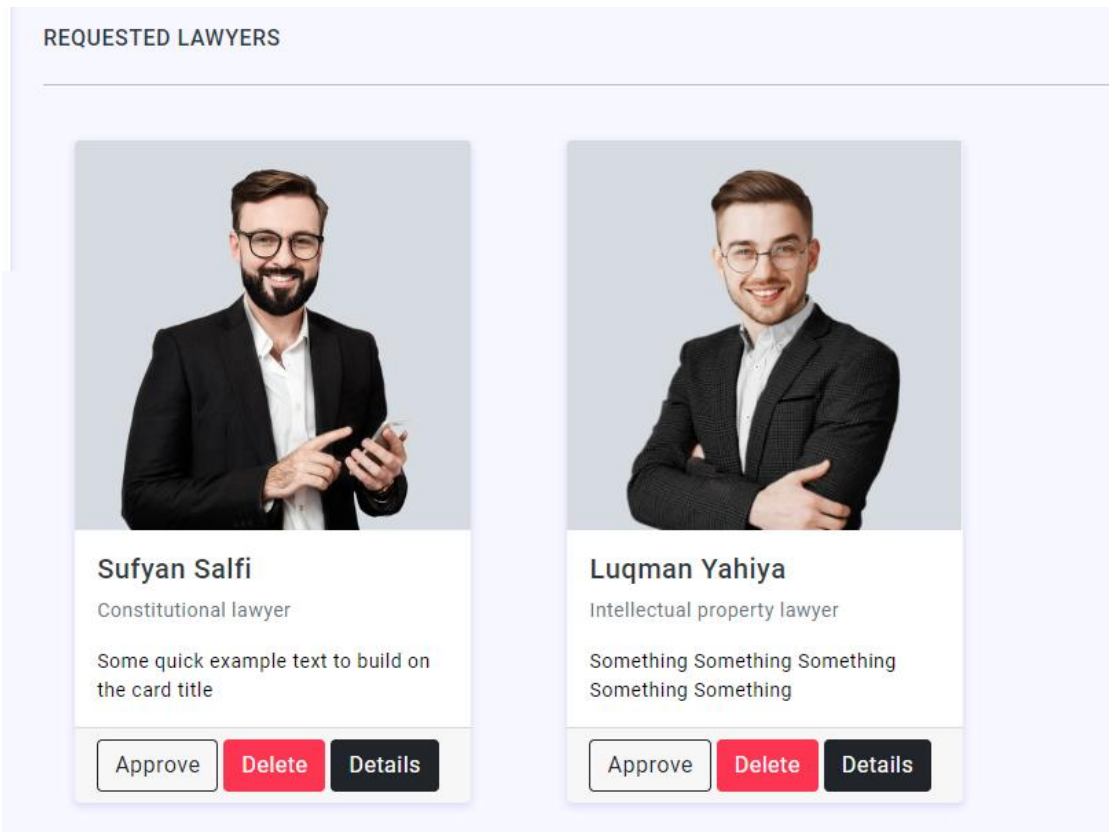 REQUESTED LAWYERS
Sufyan Salfi
Constitutional lawyer
Some quick example text to build on
the card title
Approve
Delete
Details
Luqman Yahiya
Intellectual property lawyer
Something Something Something
Something Something
Approve
Delete
Details